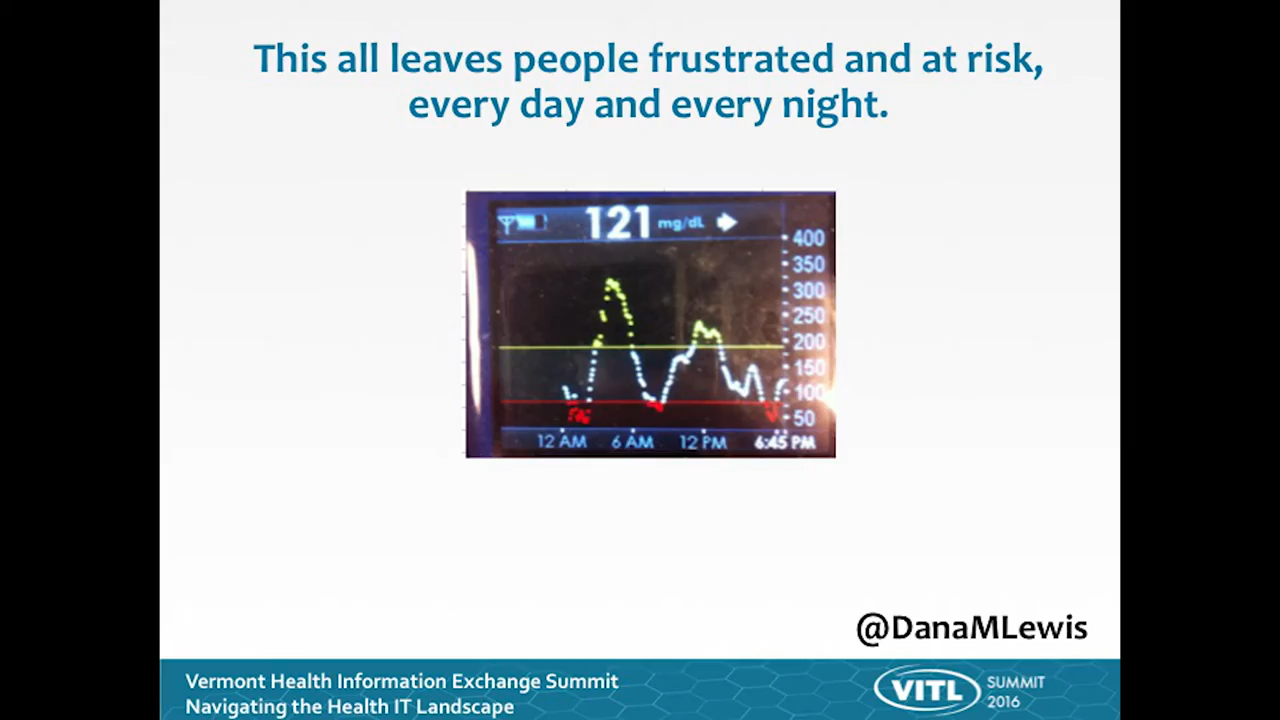 This all leaves people frustrated and at risk,
every day and every night.
121 mg/dL
400
350
300
250
200
150
100
50
12 AM 6 AM 12 PM 6:45 PM
@DanaMLewis
Vermont Health Information Exchange Summit
Navigating the Health IT Landscape
VITL SUMMIT
2016